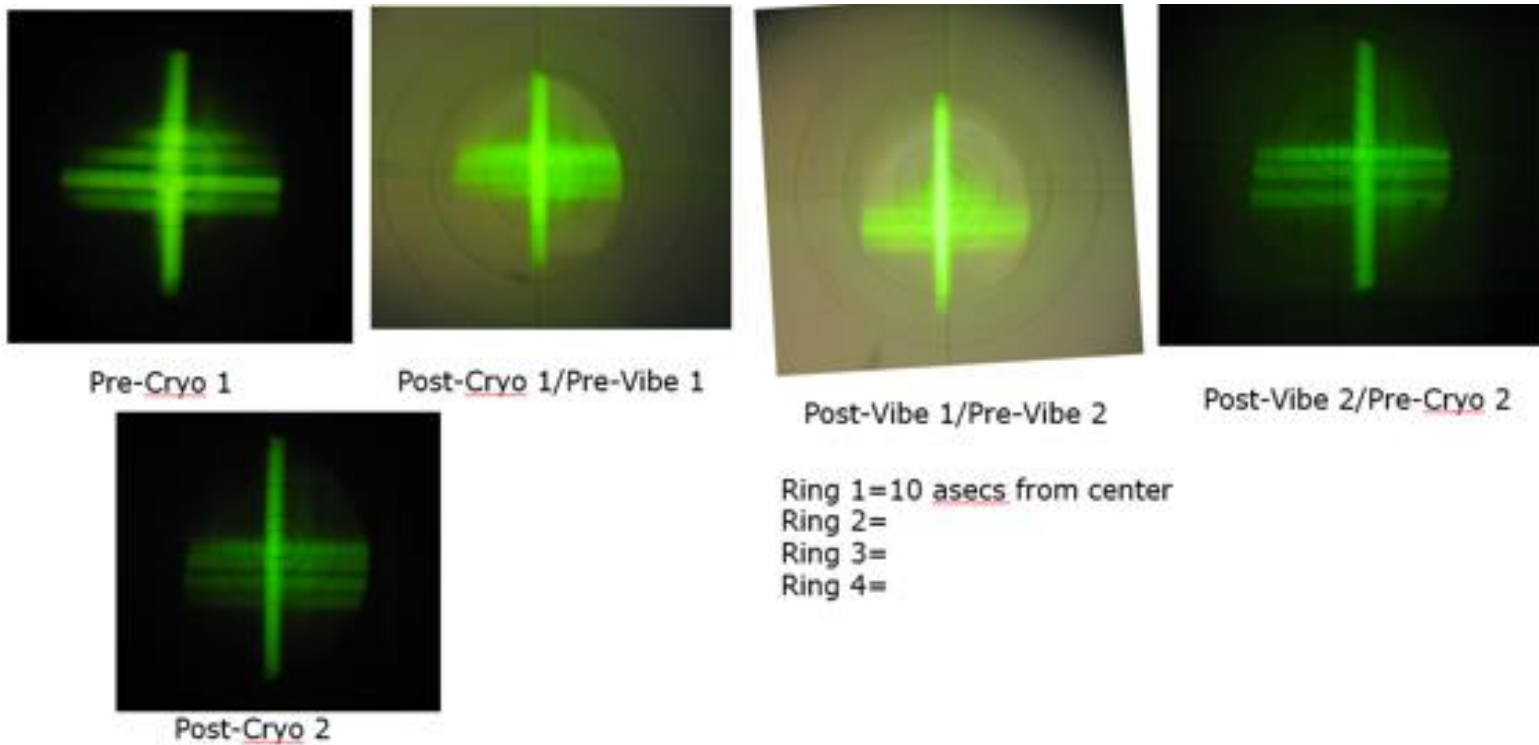 Pre-Cryo 1
Post-Cryo 1/Pre-Vibe 1
Post-Vibe 1/Pre-Vibe 2
Post-Vibe 2/Pre-Cryo 2
Ring 1=10 asecs from center
Ring 2=
Ring 3=
Ring 4=
Post-Cryo 2